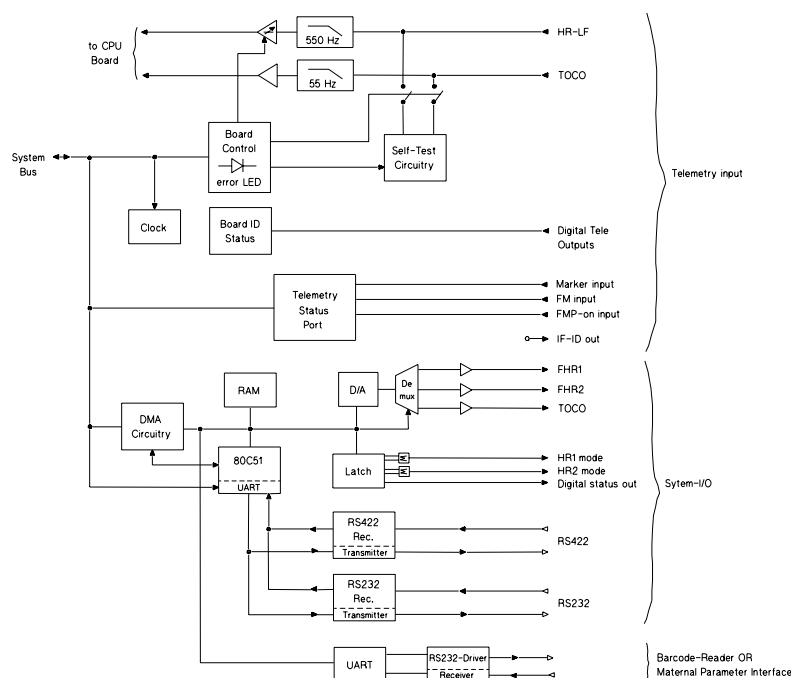 to CPU
Board
550 Hz
HR-LF
55 Hz
TOCO
System
Bus
Board
Control
error LED
Self-Test
Circuitry
Telemetry input
Clock
Board ID
Status
Digital Tele
Outputs
Telemetry
Status
Port
Marker input
FM input
FMP-on input
IF-ID out
RAM
D/A
De
mux
FHR1
FHR2
TOCO
DMA
Circuitry
80C51
UART
Latch
HR1 mode
HR2 mode
Digital status out
Sytem-I/O
RS422
Rec.
Transmitter
RS422
RS232
Rec.
Transmitter
RS232
UART
RS232-Driver
Receiver
Barcode-Reader OR
Maternal Parameter Interface